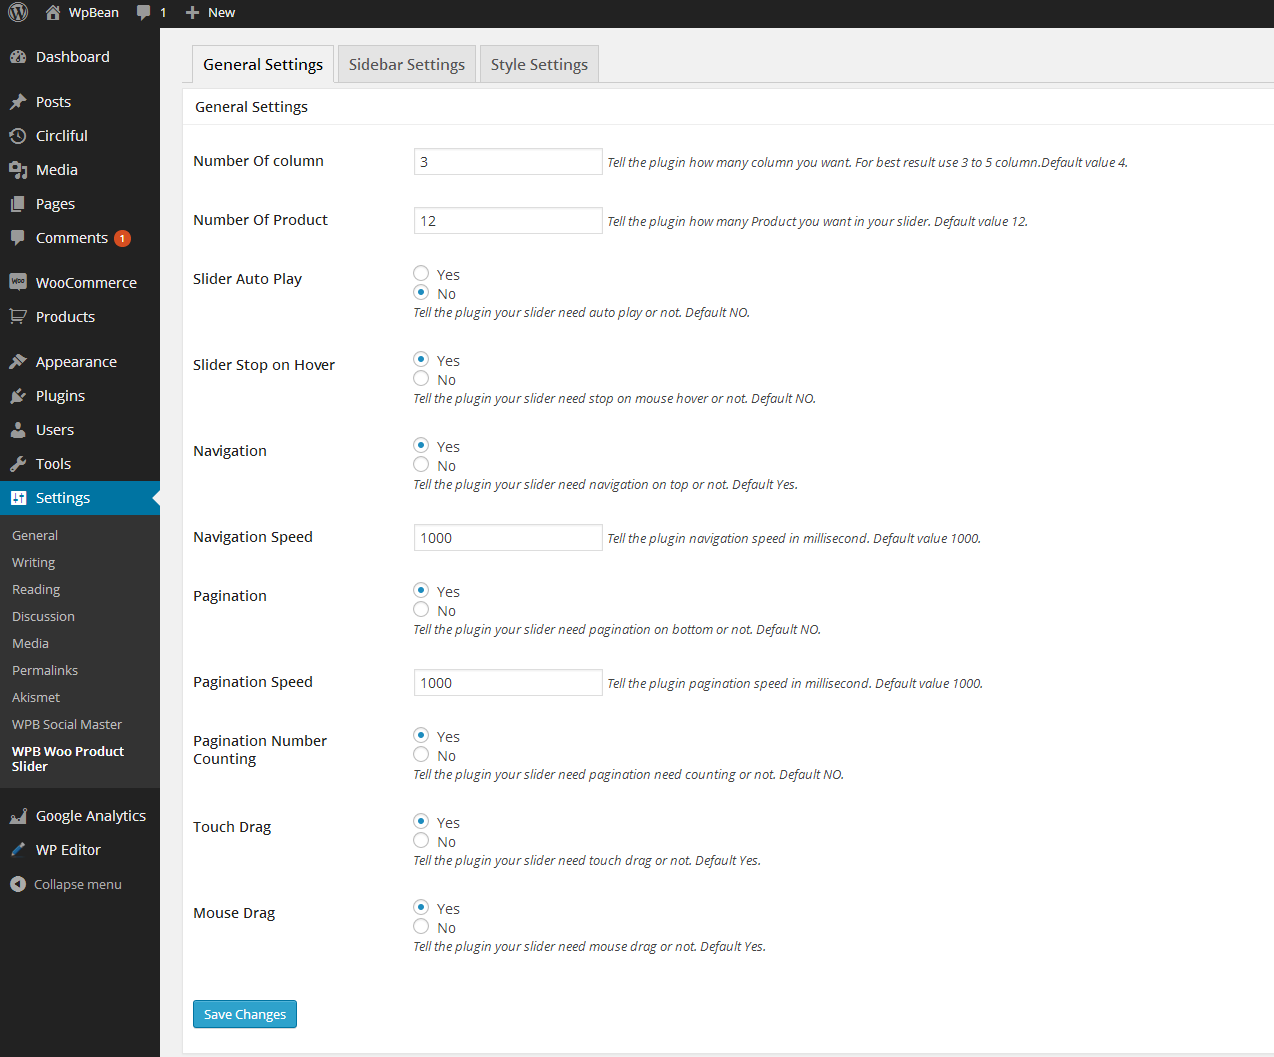 WpBean 1 New
Dashboard
Posts
Circliful
Media
Pages
Comments 1
WooCommerce
Products
Appearance
Plugins
Users
Tools
Settings
General
Writing
Reading
Discussion
Media
Permalinks
Akismet
WPB Social Master
WPB Woo Product
Slider
Google Analytics
WP Editor
Collapse menu
General Settings Sidebar Settings Style Settings
General Settings
Number Of column 3 Tell the plugin how many column you want. For best result use 3 to 5 column.Default value 4.
Number Of Product 12 Tell the plugin how many Product you want in your slider. Default value 12.
Slider Auto Play Yes
No
Tell the plugin your slider need auto play or not. Default NO.
Slider Stop on Hover Yes
No
Tell the plugin your slider need stop on mouse hover or not. Default NO.
Navigation Yes
No
Tell the plugin your slider need navigation on top or not. Default Yes.
Navigation Speed 1000 Tell the plugin navigation speed in millisecond. Default value 1000.
Pagination Yes
No
Tell the plugin your slider need pagination on bottom or not. Default NO.
Pagination Speed 1000 Tell the plugin pagination speed in millisecond. Default value 1000.
Pagination Number Yes
Counting No
Tell the plugin your slider need pagination need counting or not. Default NO.
Touch Drag Yes
No
Tell the plugin your slider need touch drag or not. Default Yes.
Mouse Drag Yes
No
Tell the plugin your slider need mouse drag or not. Default Yes.
Save Changes